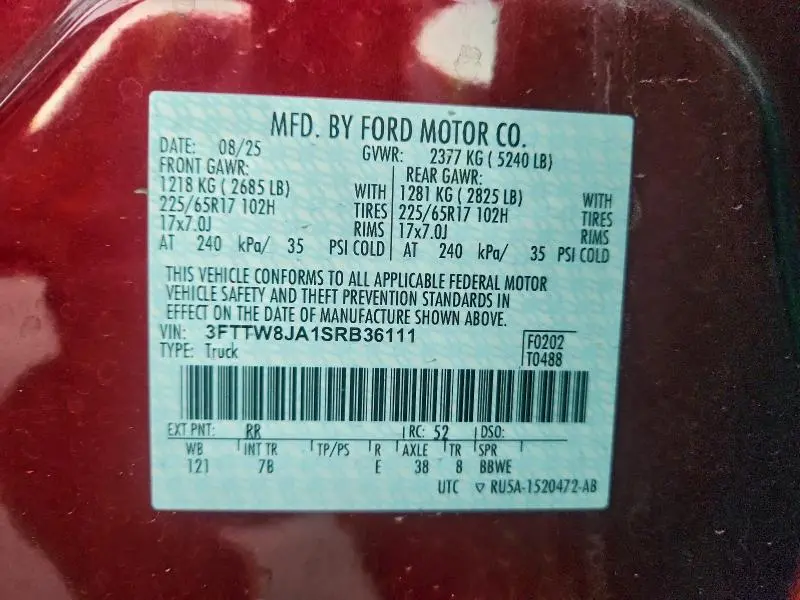 MFD. BY FORD MOTOR CO.
DATE: 08/25 GVWR: 2377 KG ( 5240 LB)
FRONT GAWR: REAR GAWR:
1218 KG ( 2685 LB) WITH 1281 KG ( 2825 LB) WITH
225/65R17 102H TIRES 225/65R17 102H TIRES
17x7.0J RIMS 17x7.0J RIMS
AT 240 kPa/ 35 PSI COLD AT 240 kPa/ 35 PSI COLD
THIS VEHICLE CONFORMS TO ALL APPLICABLE FEDERAL MOTOR
VEHICLE SAFETY AND THEFT PREVENTION STANDARDS IN
EFFECT ON THE DATE OF MANUFACTURE SHOWN ABOVE.
VIN: 3FTTW8JA1SRB36111
TYPE: Truck
F0202
T0488
EXT PNT: RR RC: 52 DSO:
WB INT TR TP/PS R AXLE TR SPR
121 7B E 38 8 BBWE
UTC ▽ RU5A-1520472-AB